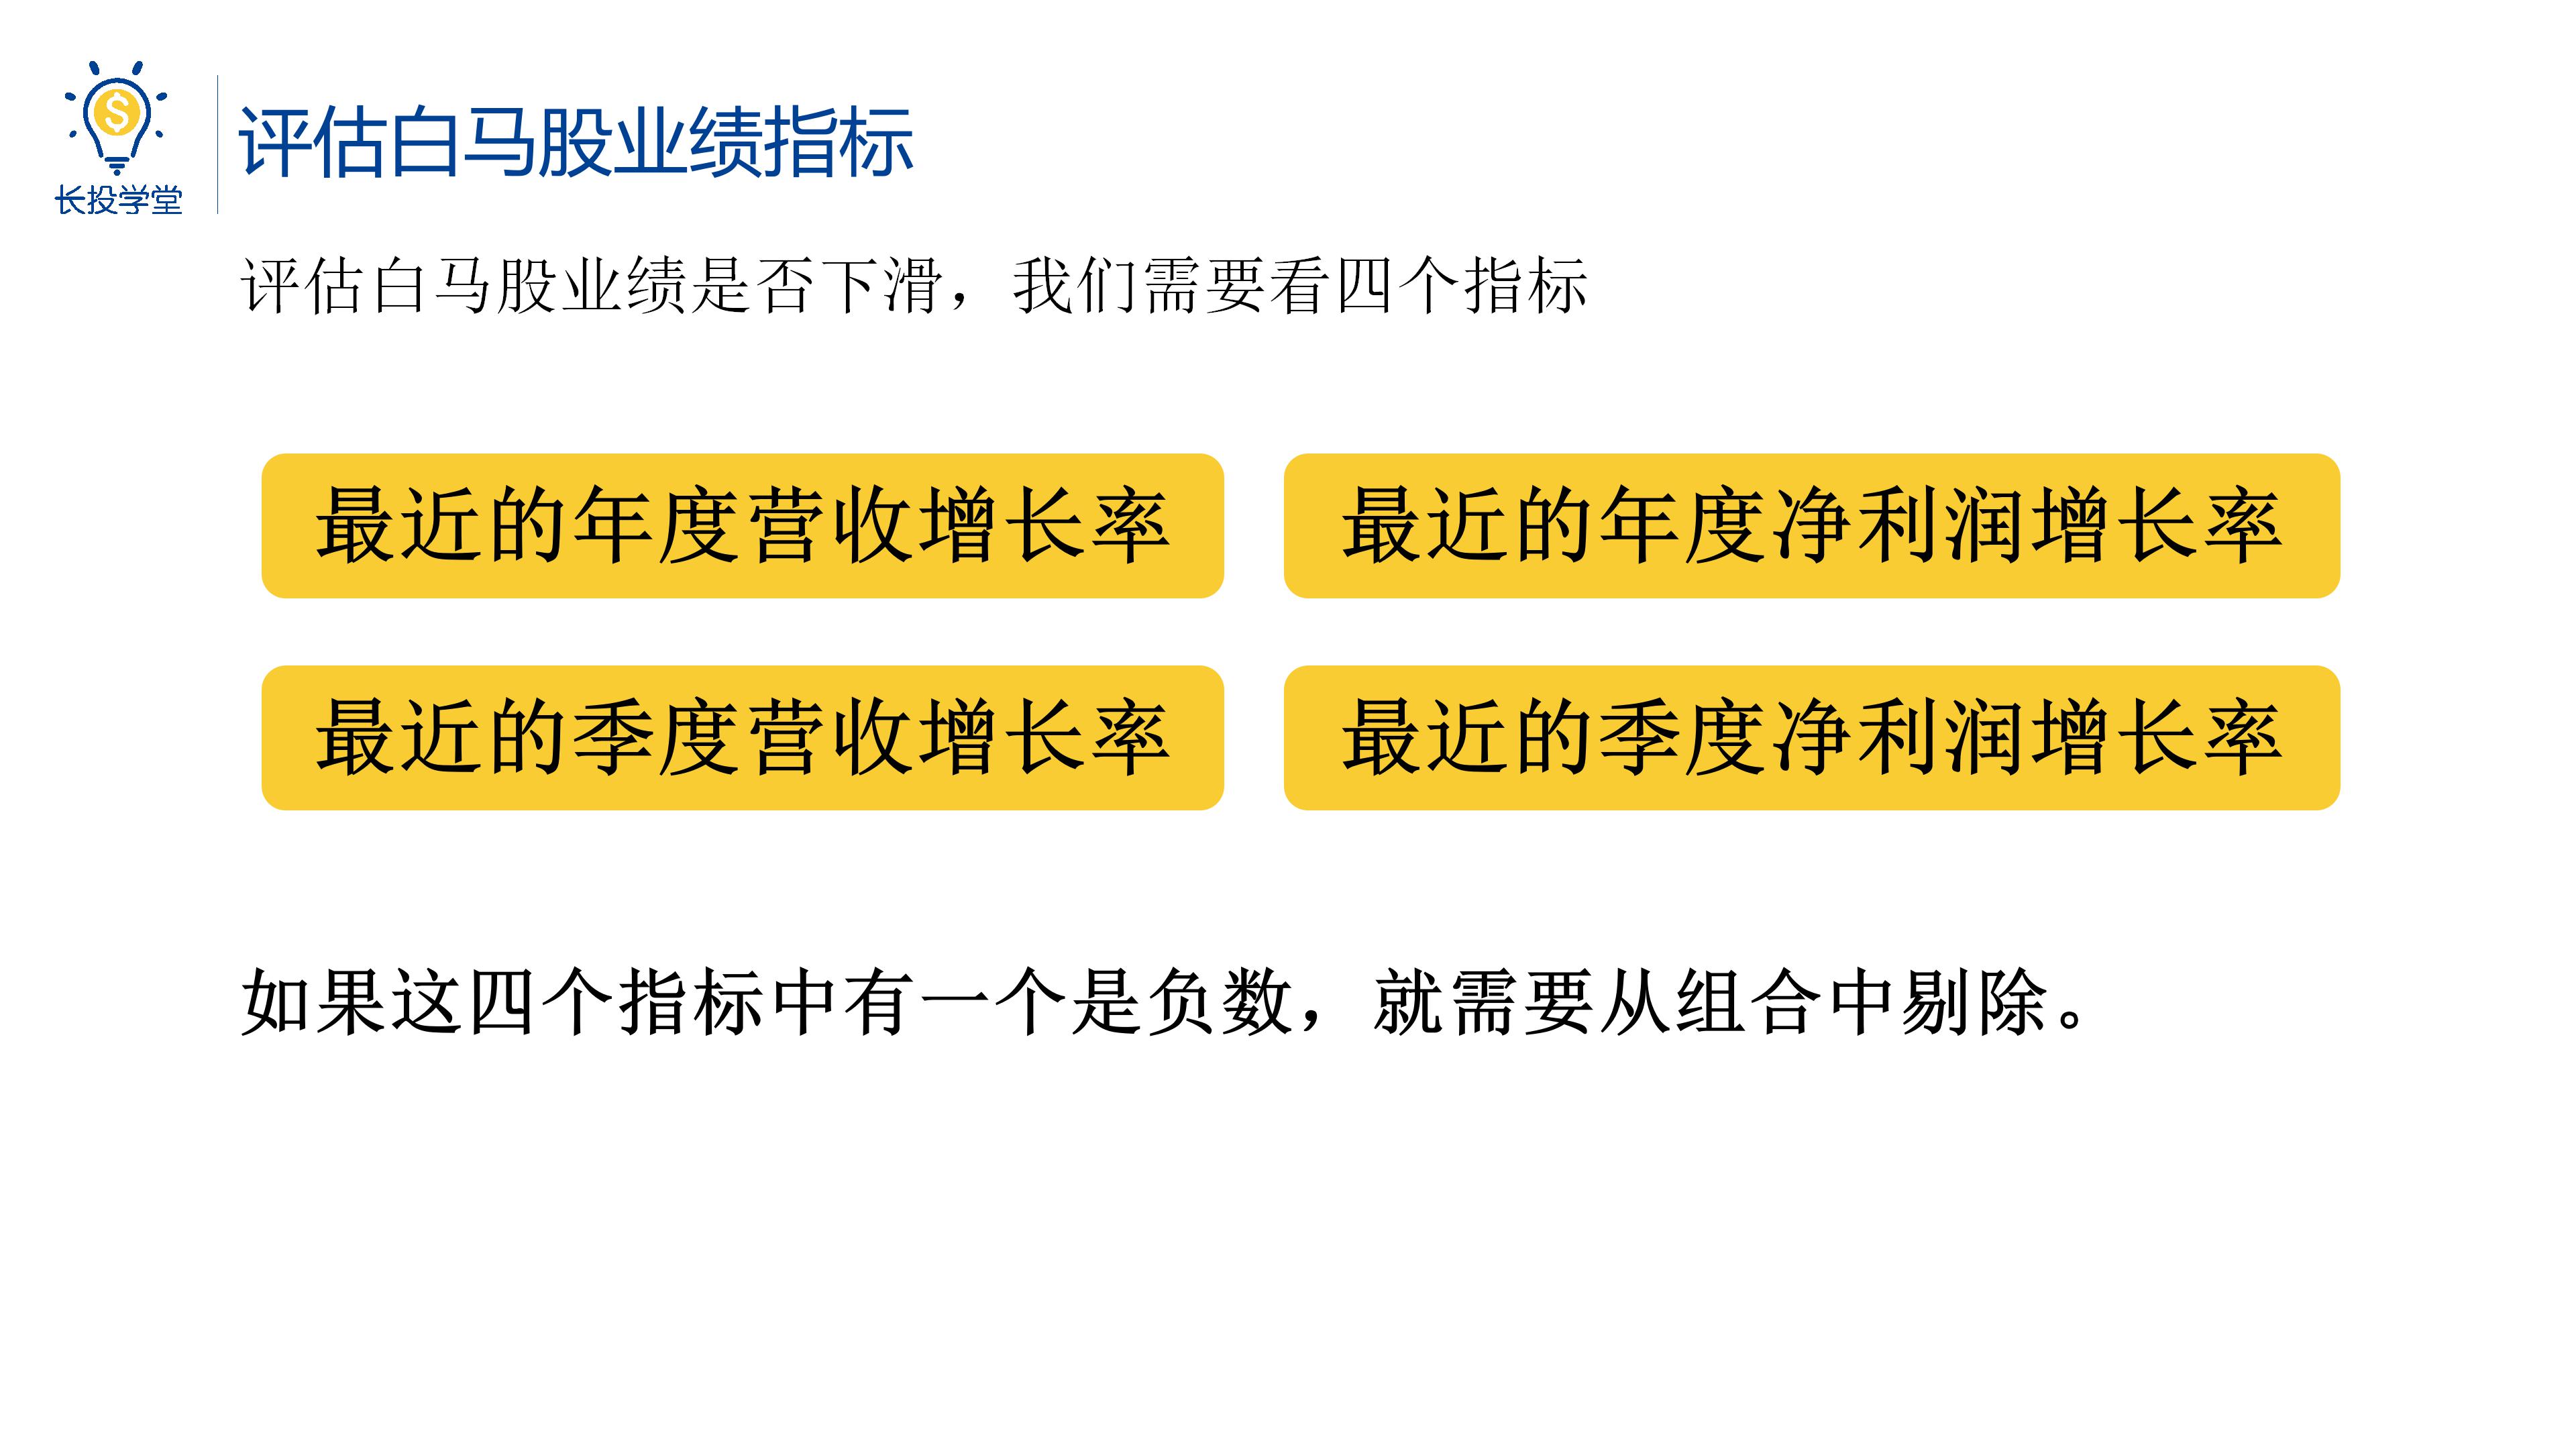 长投学堂
评估白马股业绩指标
评估白马股业绩是否下滑，我们需要看四个指标
最近的年度营收增长率
最近的年度净利润增长率
最近的季度营收增长率
最近的季度净利润增长率
如果这四个指标中有一个是负数，就需要从组合中剔除。